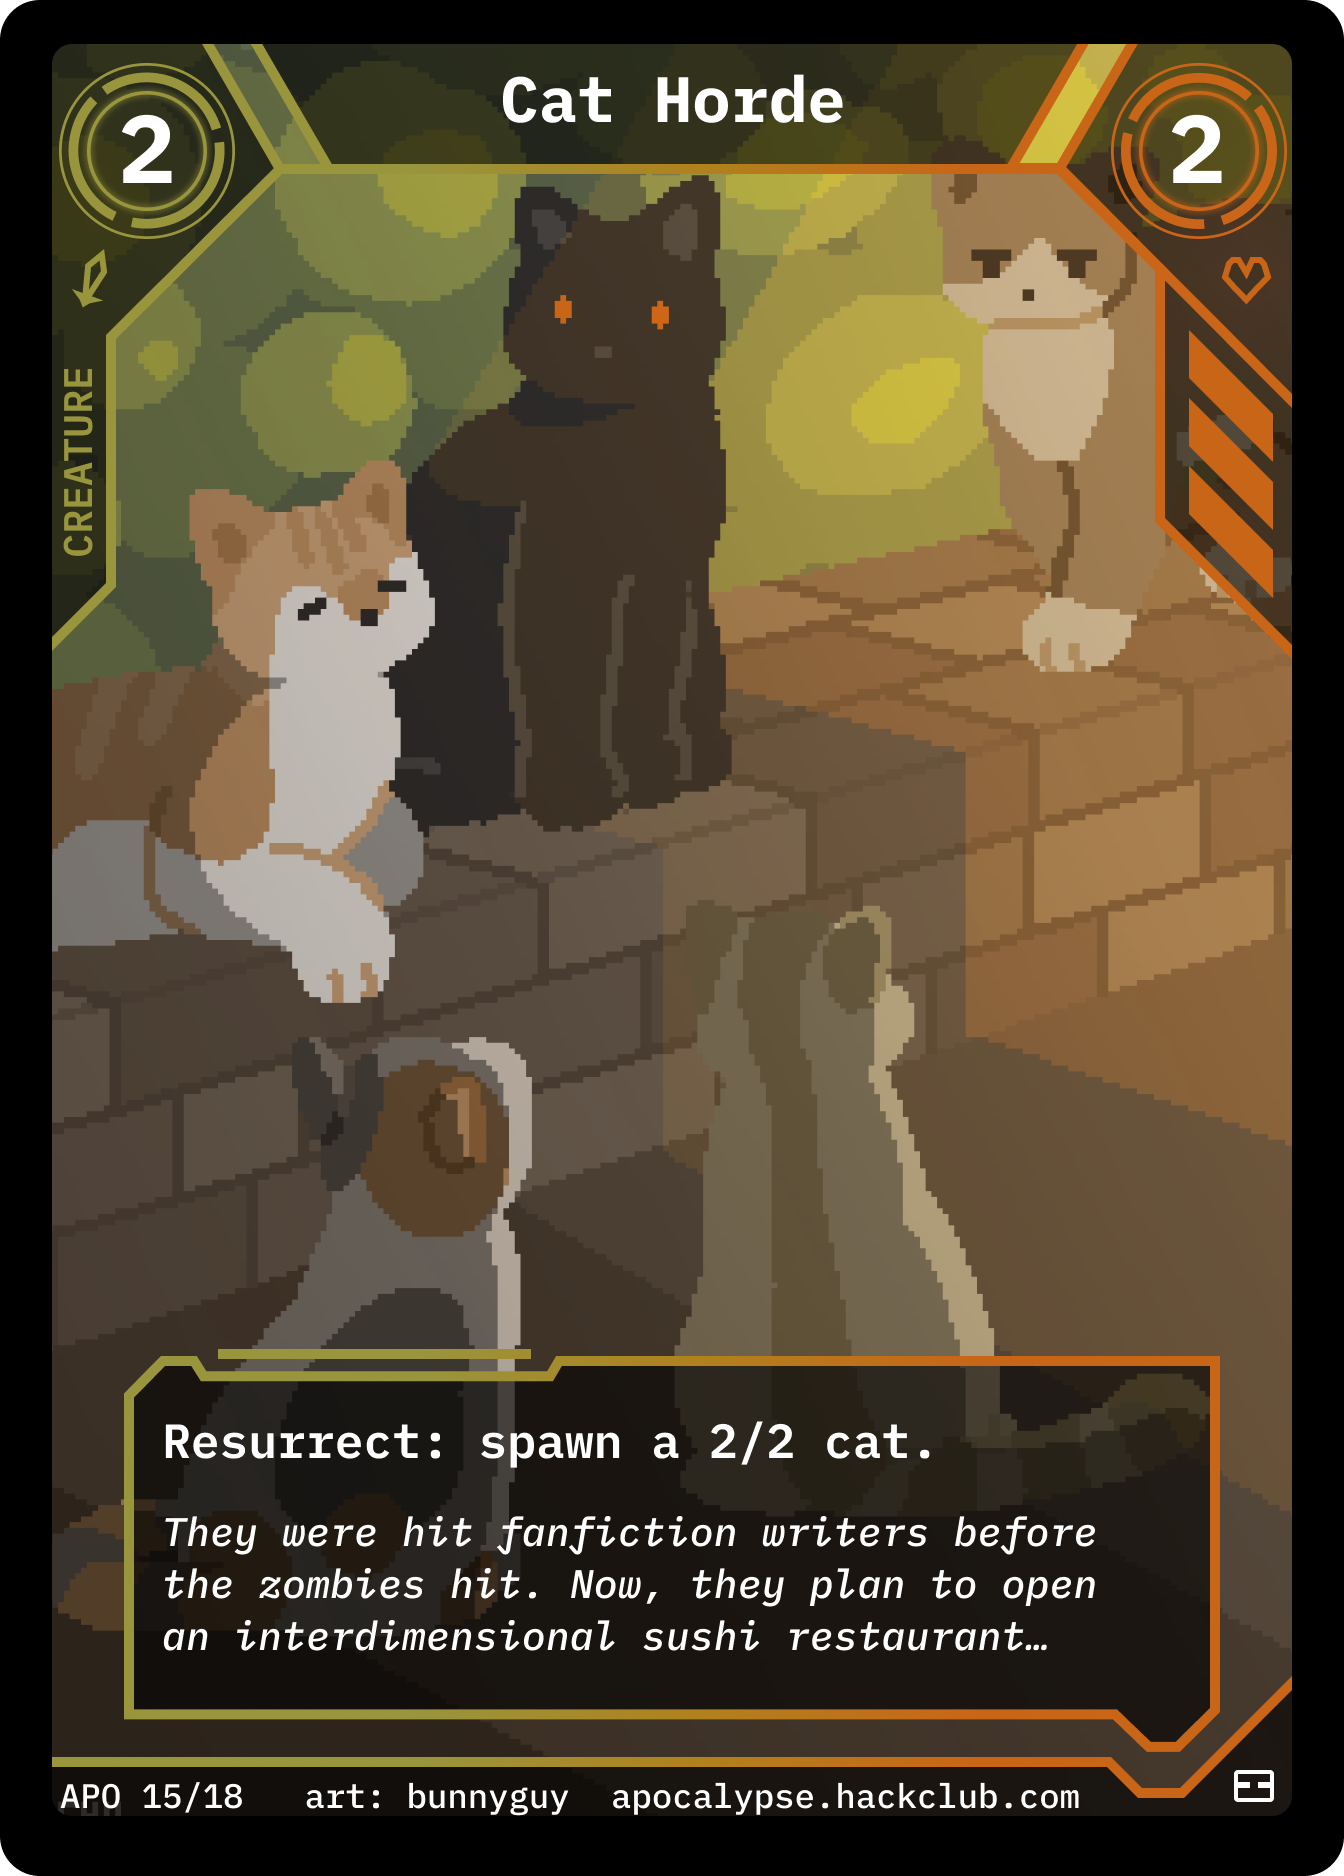 2
Cat Horde
2
CREATURE
Resurrect: spawn a 2/2 cat.
They were hit fanfiction writers before
the zombies hit. Now, they plan to open
an interdimensional sushi restaurant…
APO 15/18 art: bunnyguy apocalypse.hackclub.com